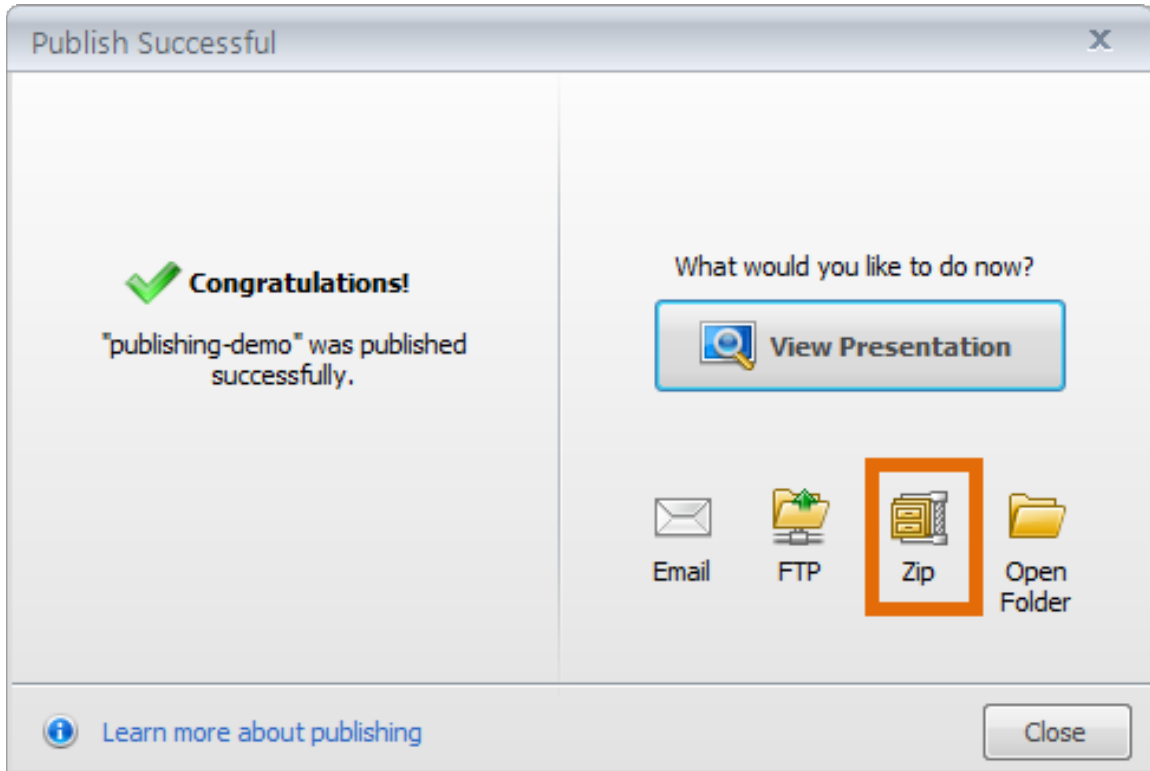 Publish Successful
Congratulations!
"publishing-demo" was published
successfully.
What would you like to do now?
View Presentation
Email
FTP
Zip
Open
Folder
Learn more about publishing
Close